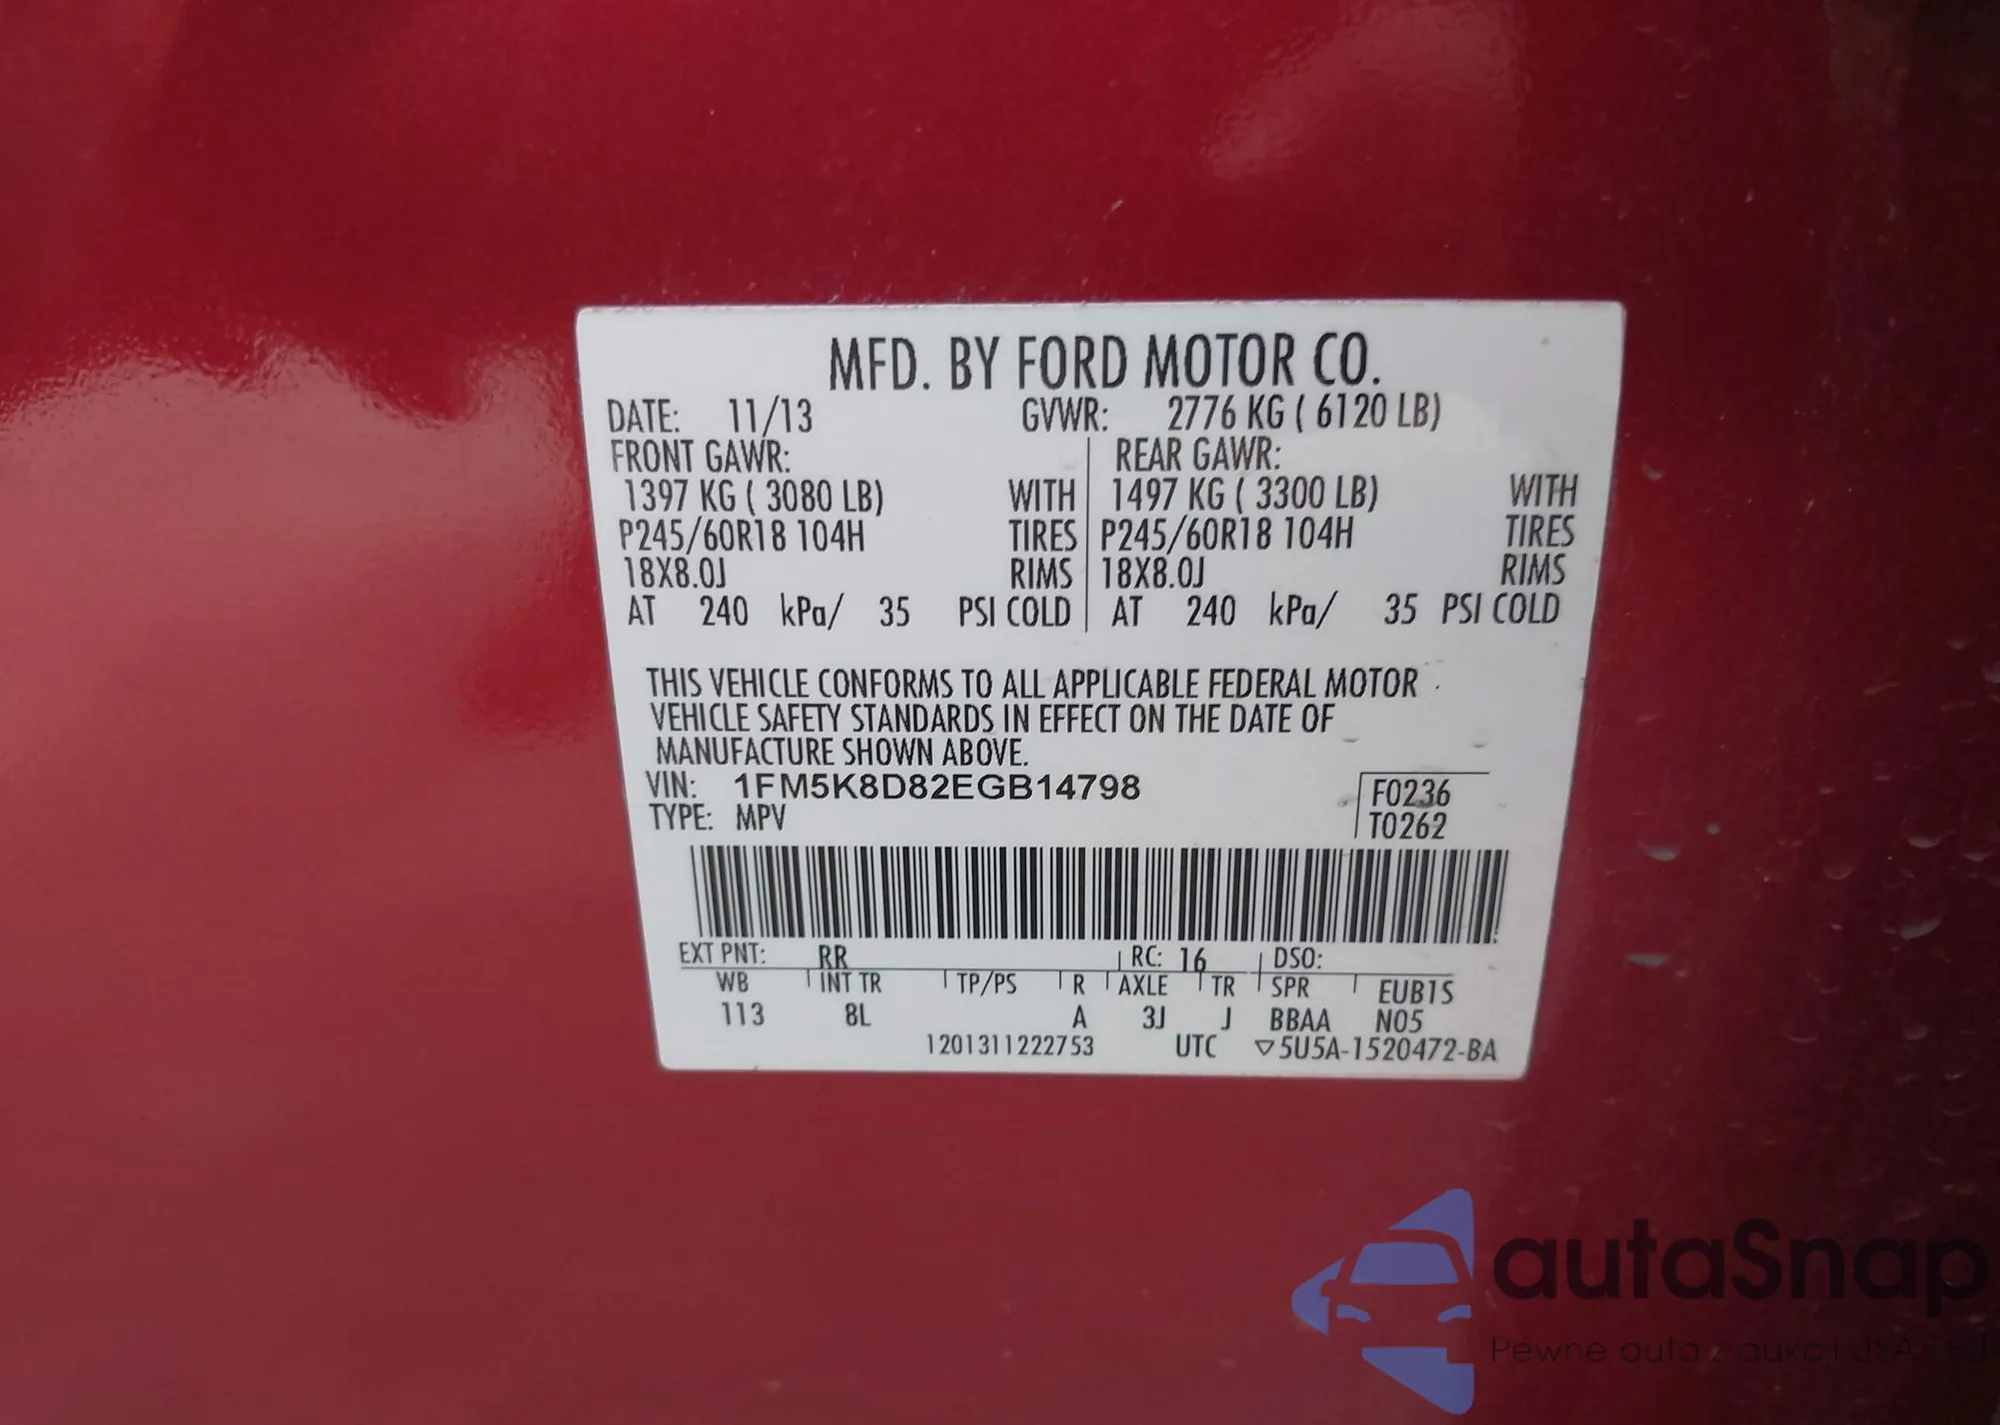 MFD. BY FORD MOTOR CO.
DATE: 11/13 GVWR: 2776 KG ( 6120 LB)
FRONT GAWR: REAR GAWR:
1397 KG ( 3080 LB) WITH 1497 KG ( 3300 LB) WITH
P245/60R18 104H TIRES P245/60R18 104H TIRES
18X8.0J RIMS 18X8.0J RIMS
AT 240 kPa/ 35 PSI COLD AT 240 kPa/ 35 PSI COLD
THIS VEHICLE CONFORMS TO ALL APPLICABLE FEDERAL MOTOR
VEHICLE SAFETY STANDARDS IN EFFECT ON THE DATE OF
MANUFACTURE SHOWN ABOVE.
VIN: 1FM5K8D82EGB14798
F0236
TYPE: MPV
T0262
EXT PNT: RR RC: 16 DSO:
WB INT TR TP/PS R AXLE TR SPR EUB1S
113 8L A 3J J BBAA N05
1201311222753 UTC ▽5U5A-1520472-BA
autaSnap
Pewne auta z aukcji